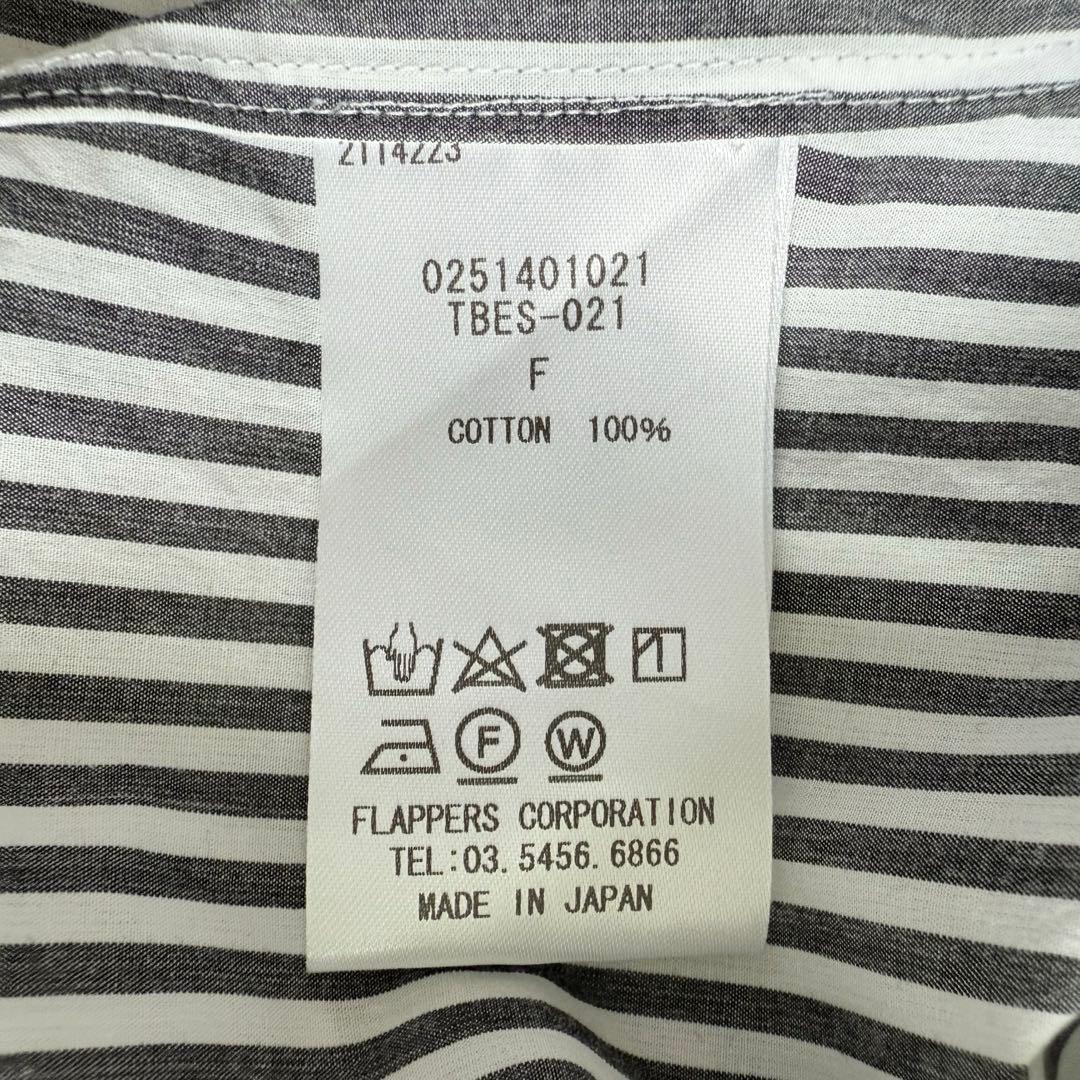 2114223
0251401021
TBES-021
F
COTTON 100%
F W
FLAPPERS CORPORATION
TEL:03. 5456. 6866
MADE IN JAPAN